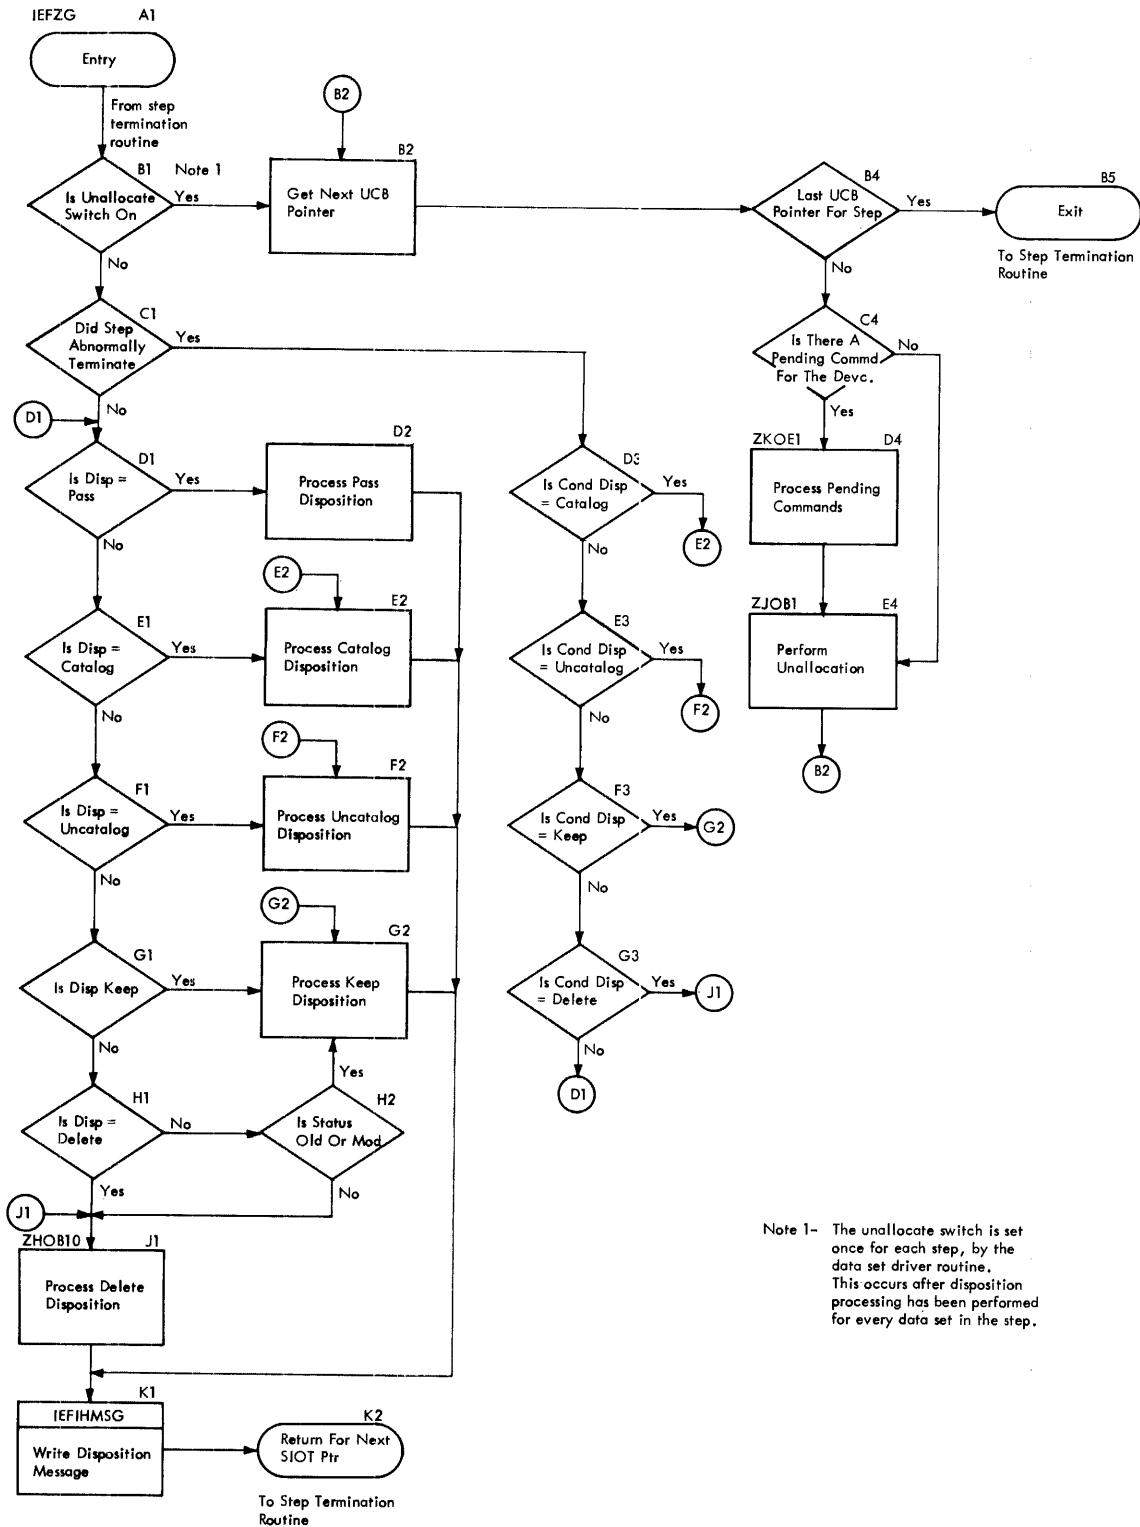 IEFZG A1
Entry
From step
termination
routine
B2
B1 Note 1
Is Unallocate
Switch On
Yes
No
B2
Get Next UCB
Pointer
B4
Last UCB
Pointer For Step
Yes
No
B5
Exit
To Step Termination
Routine
C1
Did Step
Abnormally
Terminate
Yes
No
C4
Is There A
Pending Commd
For The Devc.
No
Yes
D1
D1
Is Disp =
Pass
Yes
No
D2
Process Pass
Disposition
D3
Is Cond Disp
= Catalog
Yes
No
E2
ZKOE1 D4
Process Pending
Commands
E2
E1
Is Disp =
Catalog
Yes
No
E2
Process Catalog
Disposition
E3
Is Cond Disp
= Uncatalog
Yes
No
F2
ZJOB1 E4
Perform
Unallocation
B2
F2
F1
Is Disp =
Uncatalog
Yes
No
F2
Process Uncatalog
Disposition
F3
Is Cond Disp
= Keep
Yes
No
G2
G2
G1
Is Disp Keep
Yes
No
G2
Process Keep
Disposition
G3
Is Cond Disp
= Delete
Yes
No
J1
D1
H1
Is Disp =
Delete
No
Yes
H2
Is Status
Old Or Mod
Yes
No
J1
ZHOB10 J1
Process Delete
Disposition
Note 1- The unallocate switch is set
once for each step, by the
data set driver routine.
This occurs after disposition
processing has been performed
for every data set in the step.
K1
IEFIHMSG
Write Disposition
Message
K2
Return For Next
SIOT Ptr
To Step Termination
Routine